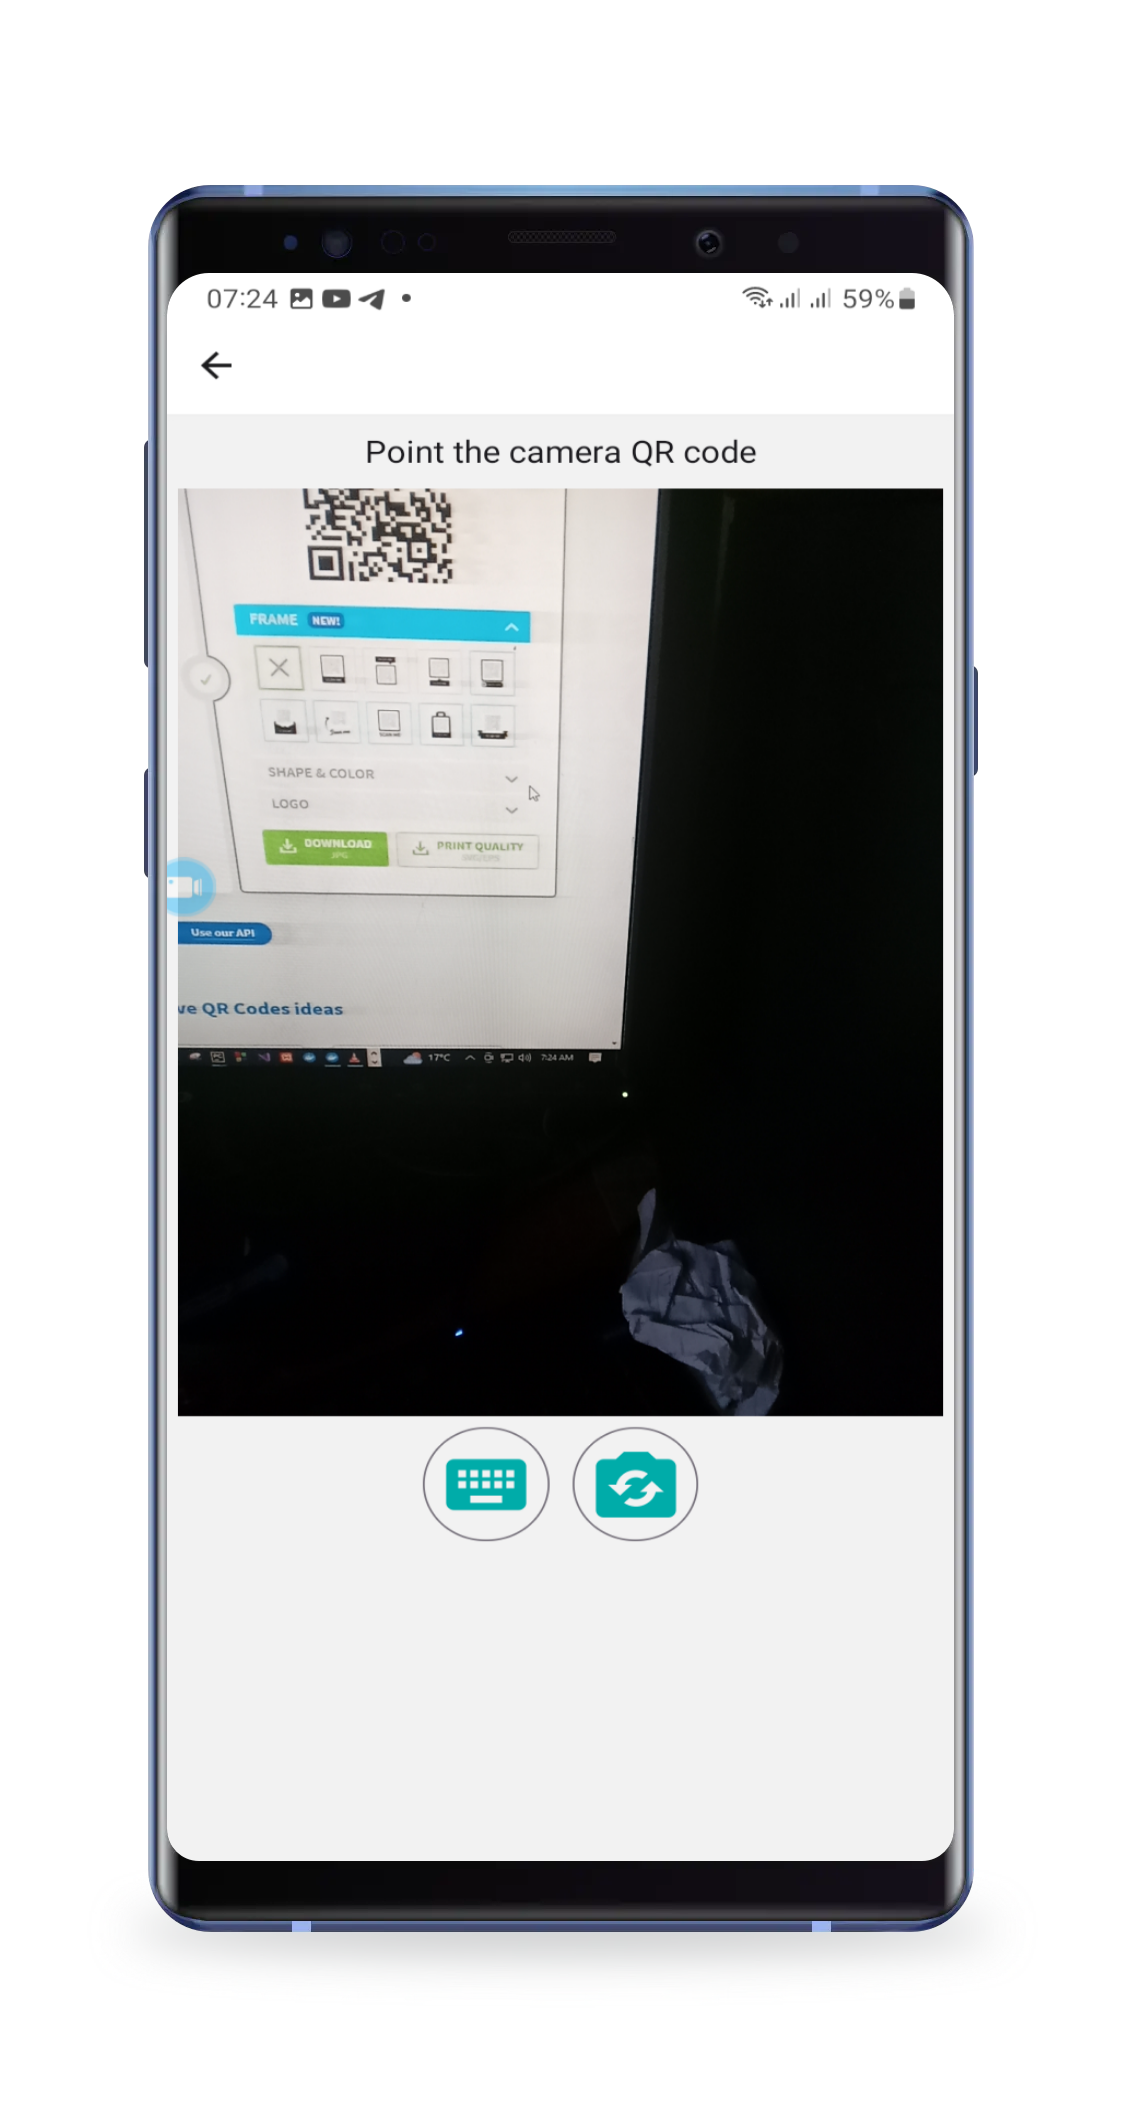 07:24
59%
Point the camera QR code
FRAME NEW!
SHAPE & COLOR
LOGO
DOWNLOAD
JPG
PRINT QUALITY
Use our API
ve QR Codes ideas
17°C
7:24 AM